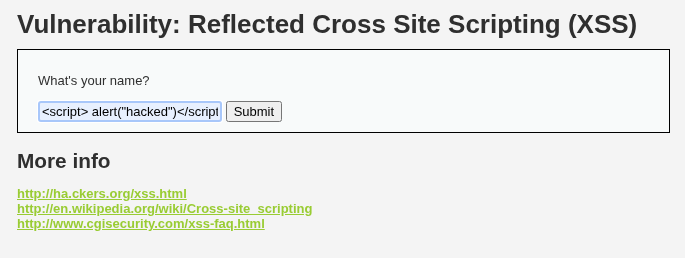 Vulnerability: Reflected Cross Site Scripting (XSS)
What's your name?
<script> alert("hacked")</script
Submit
More info
http://ha.ckers.org/xss.html
http://en.wikipedia.org/wiki/Cross-site_scripting
http://www.cgisecurity.com/xss-faq.html